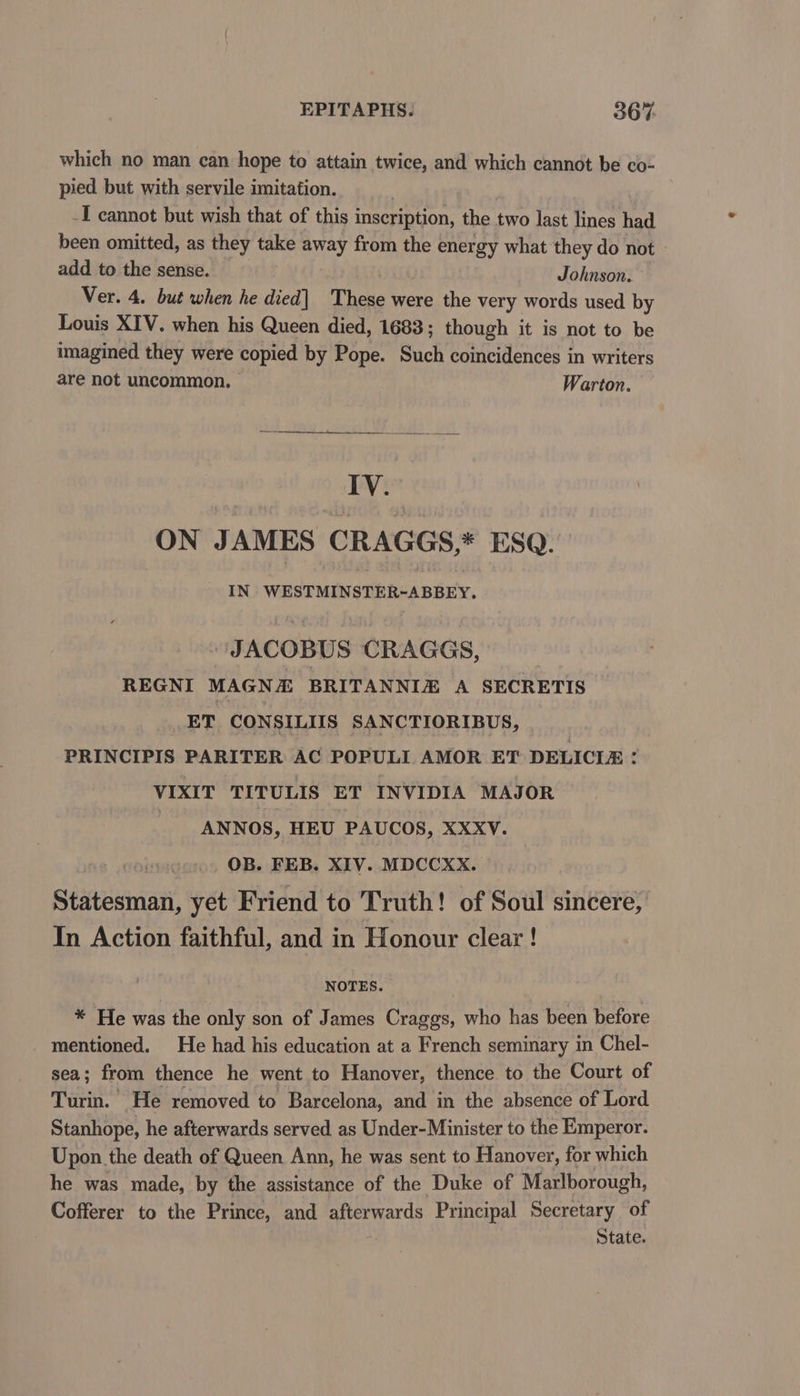 EPITAPHS. 367
which no man can hope to attain twice, and which cannot be co-
pied but with servile imitation.
I cannot but wish that of this inscription, the two last lines had
been omitted, as they take away from the energy what they do not
add to the sense. Johnson.
Ver. 4. but when he died] These were the very words used by
Louis XIV. when his Queen died, 1683; though it is not to be
imagined they were copied by Pope. Such coincidences in writers
are not uncommon. Warton.
IV.
ON JAMES CRAGGS,* ESQ.
IN WESTMINSTER-ABBEY.
JACOBUS CRAGGS,
REGNI MAGNÆ BRITANNIÆ A SECRETIS
ET CONSILIIS SANCTIORIBUS,
PRINCIPIS PARITER AC POPULI AMOR ET DELICIÆ:
VIXIT TITULIS ET INVIDIA MAJOR
ANNOS, HEU PAUCOS, XXXV.
OB. FEB. XIV. MDCCXX.
Statesman, yet Friend to Truth! of Soul sincere,
In Action faithful, and in Honour clear!
NOTES.
* He was the only son of James Craggs, who has been before
mentioned. He had his education at a French seminary in Chel-
sea; from thence he went to Hanover, thence to the Court of
Turin. He removed to Barcelona, and in the absence of Lord
Stanhope, he afterwards served as Under-Minister to the Emperor.
Upon the death of Queen Ann, he was sent to Hanover, for which
he was made, by the assistance of the Duke of Marlborough,
Cofferer to the Prince, and afterwards Principal Secretary of
State.